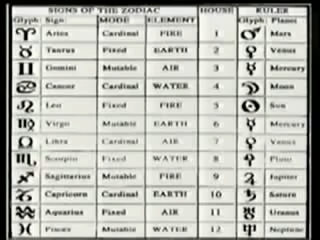 SIGNS OF THE ZODIAC HOUSE RULER
Glyph: Sign: MODE ELEMENT Glyph: Planet
♈ Aries Cardinal FIRE 1 ♂ Mars
♉ Taurus Fixed EARTH 2 ♀ Venus
♊ Gemini Mutable AIR 3 ☿ Mercury
♋ Cancer Cardinal WATER 4 Moon
♌ Leo Fixed FIRE 5 ☉ Sun
♍ Virgo Mutable EARTH 6 ☿ Mercury
♎ Libra Cardinal AIR 7 ♀ Venus
♏ Scorpio Fixed WATER 8 Pluto
♐ Sagittarius Mutable FIRE 9 ♃ Jupiter
♑ Capricorn Cardinal EARTH 10 ♄ Saturn
♒ Aquarius Fixed AIR 11 ♅ Uranus
♓ Pisces Mutable WATER 12 ♆ Neptune